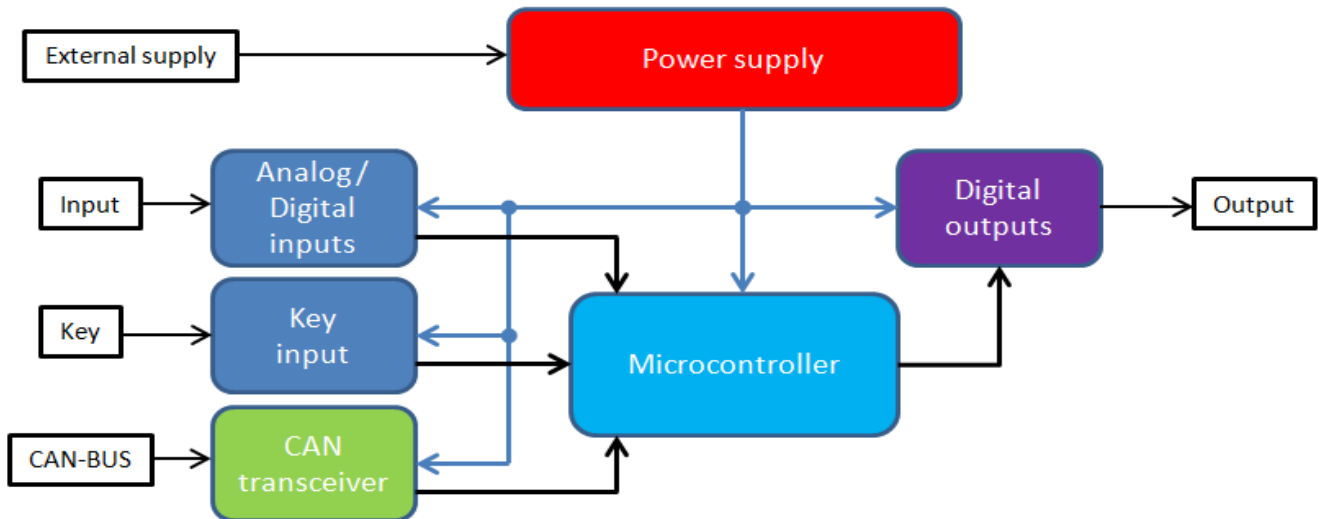 External supply
Power supply
Input
Analog /
Digital
inputs
Digital
outputs
Output
Key
Key
input
Microcontroller
CAN-BUS
CAN
transceiver